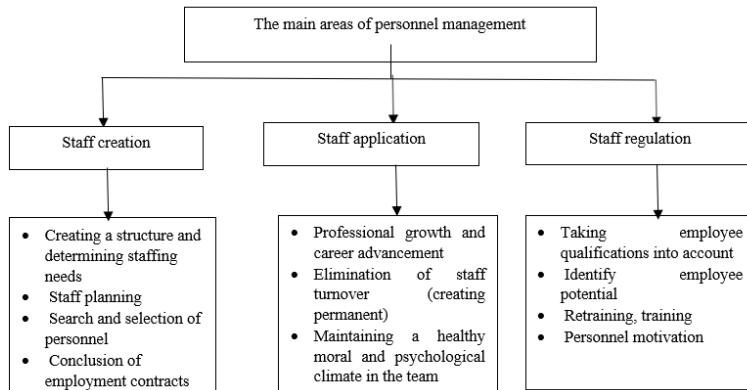 The main areas of personnel management
Staff creation
Staff application
Staff regulation
• Creating a structure and
determining staffing
needs
• Staff planning
• Search and selection of
personnel
• Conclusion of
employment contracts
• Professional growth and
career advancement
• Elimination of staff
turnover (creating
permanent)
• Maintaining a healthy
moral and psychological
climate in the team
• Taking employee
qualifications into account
• Identify employee
potential
• Retraining, training
• Personnel motivation